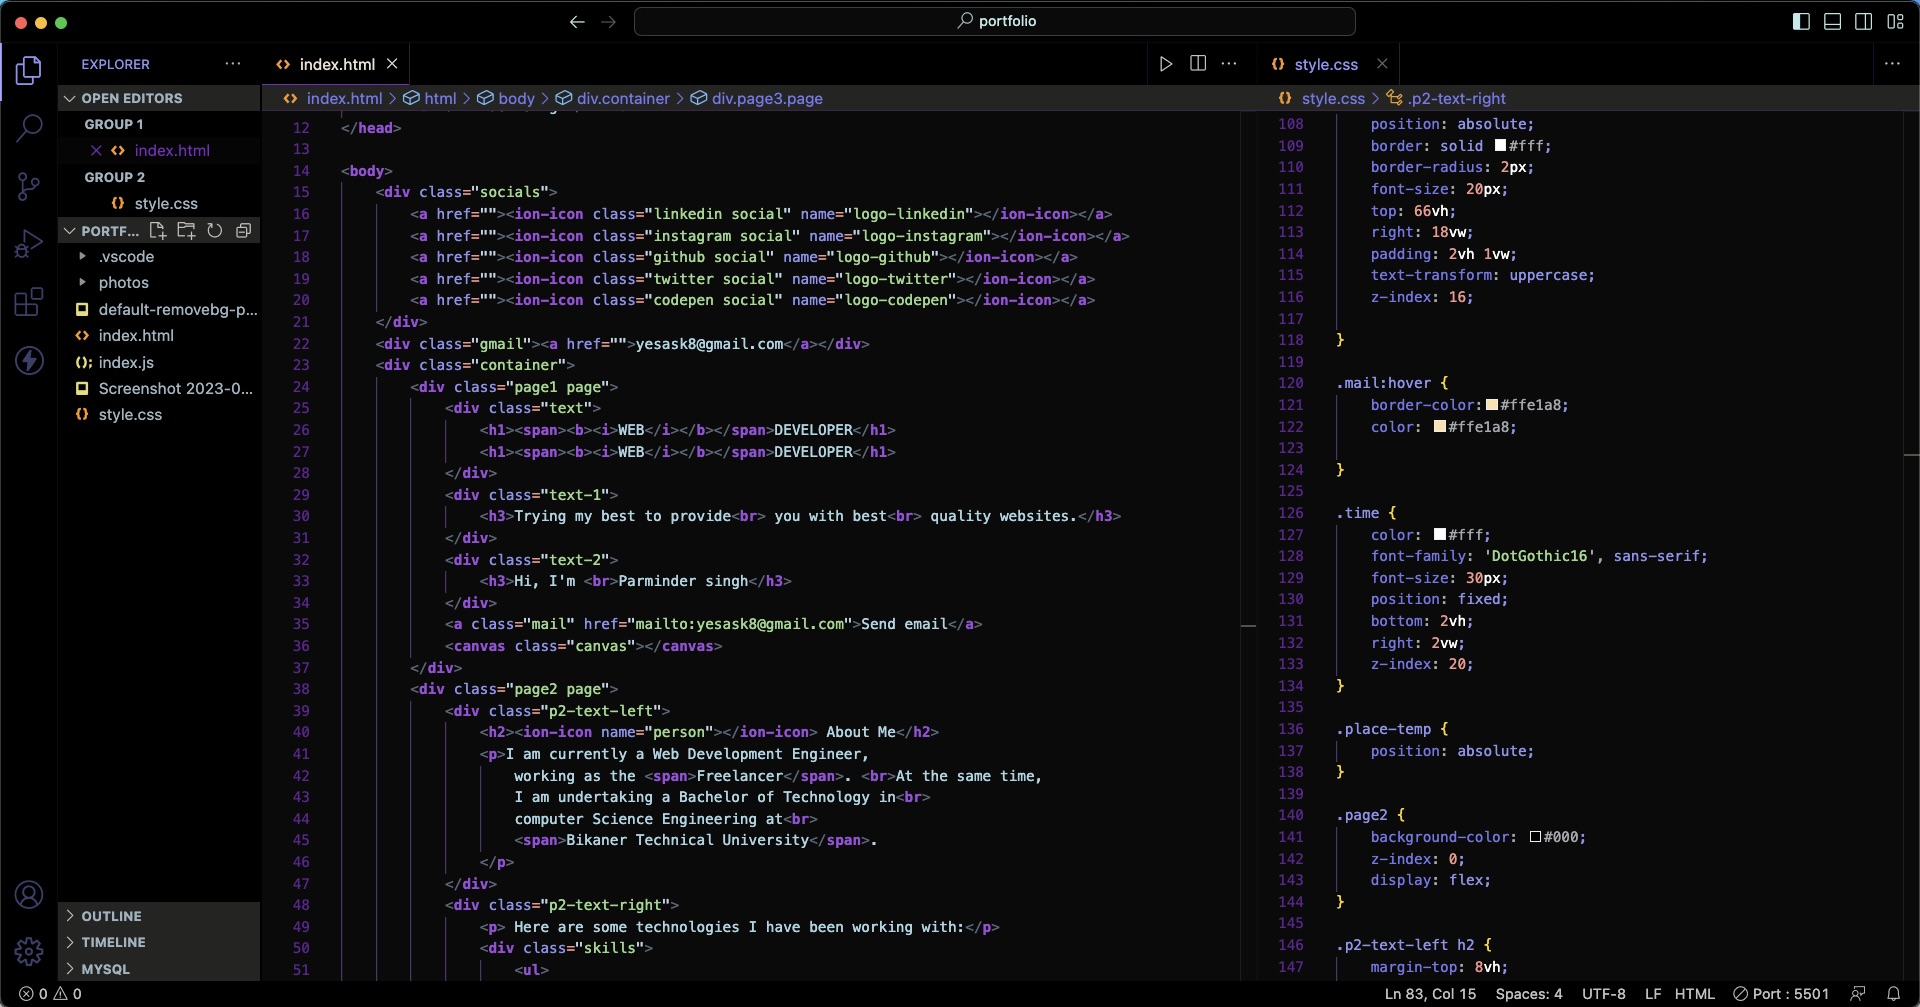 portfolio
EXPLORER
OPEN EDITORS
GROUP 1
index.html
GROUP 2
style.css
PORTF...
.vscode
photos
default-removebg-p...
index.html
index.js
Screenshot 2023-0...
style.css
OUTLINE
TIMELINE
MYSQL
index.html
index.html > html > body > div.container > div.page3.page
12 </head>
13
14 <body>
15 <div class="socials">
16 <a href=""><ion-icon class="linkedin social" name="logo-linkedin"></ion-icon></a>
17 <a href=""><ion-icon class="instagram social" name="logo-instagram"></ion-icon></a>
18 <a href=""><ion-icon class="github social" name="logo-github"></ion-icon></a>
19 <a href=""><ion-icon class="twitter social" name="logo-twitter"></ion-icon></a>
20 <a href=""><ion-icon class="codepen social" name="logo-codepen"></ion-icon></a>
21 </div>
22 <div class="gmail"><a href="">yesask8@gmail.com</a></div>
23 <div class="container">
24 <div class="page1 page">
25 <div class="text">
26 <h1><span><b><i>WEB</i></b></span>DEVELOPER</h1>
27 <h1><span><b><i>WEB</i></b></span>DEVELOPER</h1>
28 </div>
29 <div class="text-1">
30 <h3>Trying my best to provide<br> you with best<br> quality websites.</h3>
31 </div>
32 <div class="text-2">
33 <h3>Hi, I'm <br>Parminder singh</h3>
34 </div>
35 <a class="mail" href="mailto:yesask8@gmail.com">Send email</a>
36 <canvas class="canvas"></canvas>
37 </div>
38 <div class="page2 page">
39 <div class="p2-text-left">
40 <h2><ion-icon name="person"></ion-icon> About Me</h2>
41 <p>I am currently a Web Development Engineer,
42 working as the <span>Freelancer</span>. <br>At the same time,
43 I am undertaking a Bachelor of Technology in<br>
44 computer Science Engineering at<br>
45 <span>Bikaner Technical University</span>.
46 </p>
47 </div>
48 <div class="p2-text-right">
49 <p> Here are some technologies I have been working with:</p>
50 <div class="skills">
51 <ul>
style.css
style.css > .p2-text-right
108 position: absolute;
109 border: solid #fff;
110 border-radius: 2px;
111 font-size: 20px;
112 top: 66vh;
113 right: 18vw;
114 padding: 2vh 1vw;
115 text-transform: uppercase;
116 z-index: 16;
117
118 }
119
120 .mail:hover {
121 border-color: #ffe1a8;
122 color: #ffe1a8;
123
124 }
125
126 .time {
127 color: #fff;
128 font-family: 'DotGothic16', sans-serif;
129 font-size: 30px;
130 position: fixed;
131 bottom: 2vh;
132 right: 2vw;
133 z-index: 20;
134 }
135
136 .place-temp {
137 position: absolute;
138 }
139
140 .page2 {
141 background-color: #000;
142 z-index: 0;
143 display: flex;
144 }
145
146 .p2-text-left h2 {
147 margin-top: 8vh;
0 0
Ln 83, Col 15 Spaces: 4 UTF-8 LF HTML Port : 5501